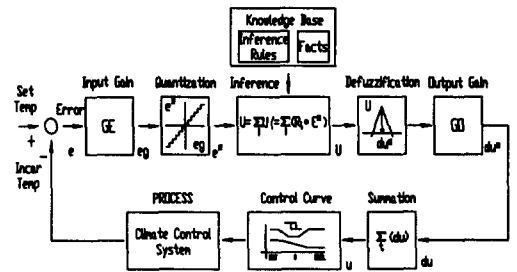 Knowledge Base
Inference Rules
Facts
Input Gain
Quantization
Inference
Defuzzification
Output Gain
Set Temp
Error
GE
e*
eg
U
du*
GO
+
-
e
eg
e*
U
du*
Incar Temp
PROCESS
Control Curve
Summation
Climate Control System
Σ (du)
t
u
du